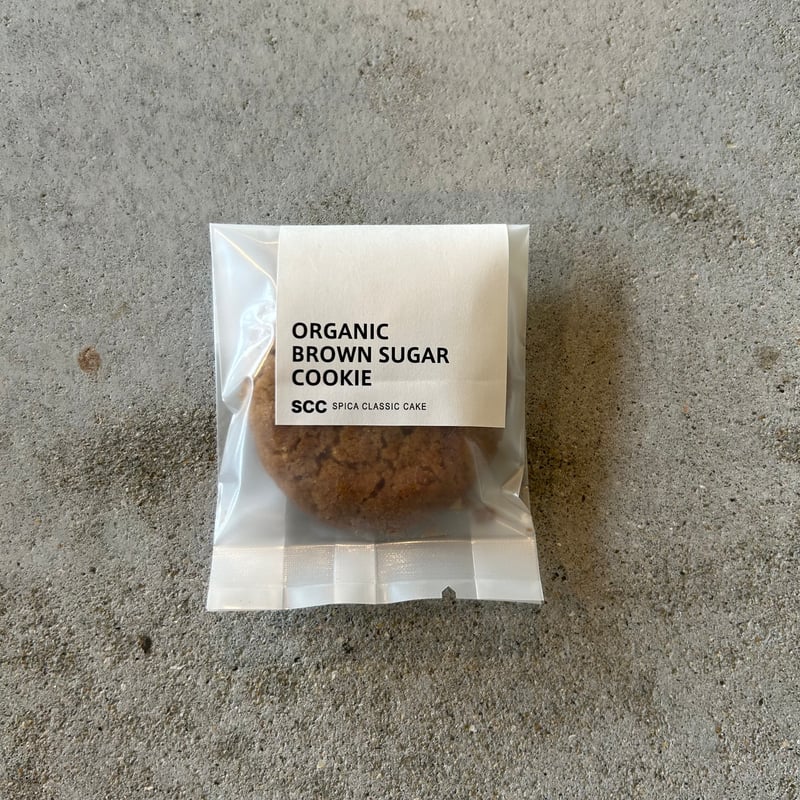 ORGANIC
BROWN SUGAR
COOKIE
SCC SPICA CLASSIC CAKE